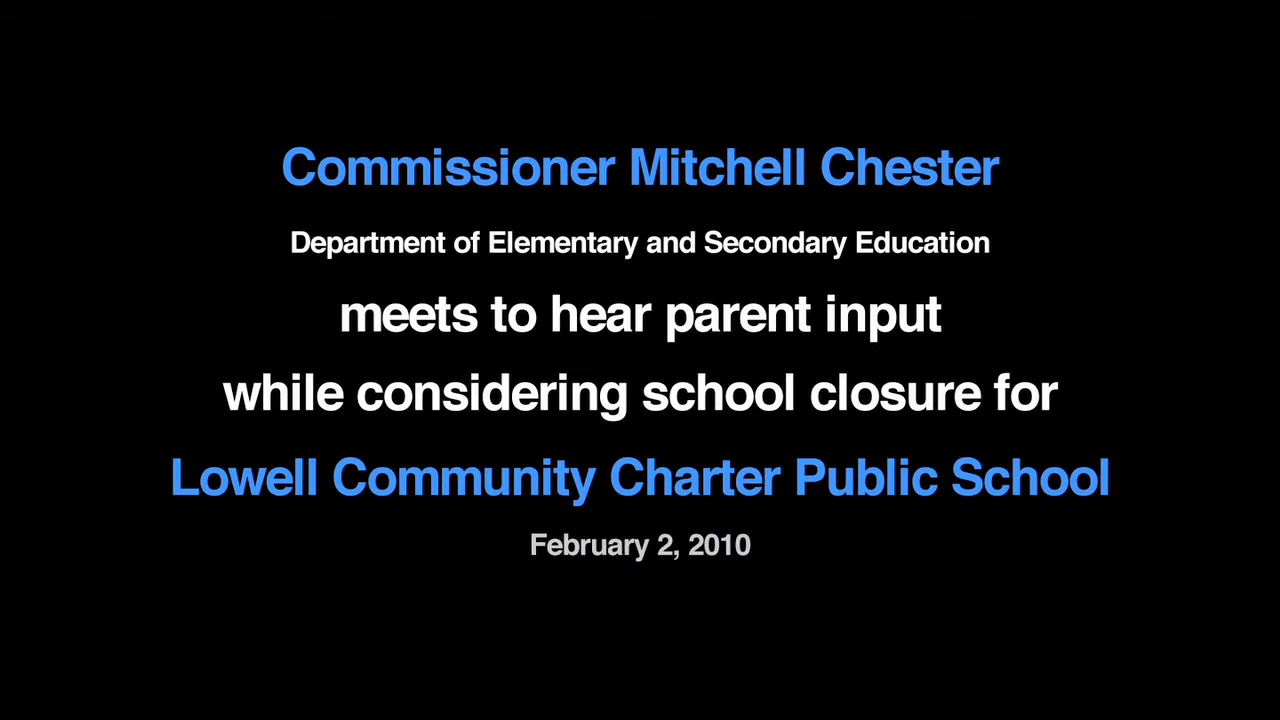 Commissioner Mitchell Chester
Department of Elementary and Secondary Education
meets to hear parent input
while considering school closure for
Lowell Community Charter Public School
February 2, 2010